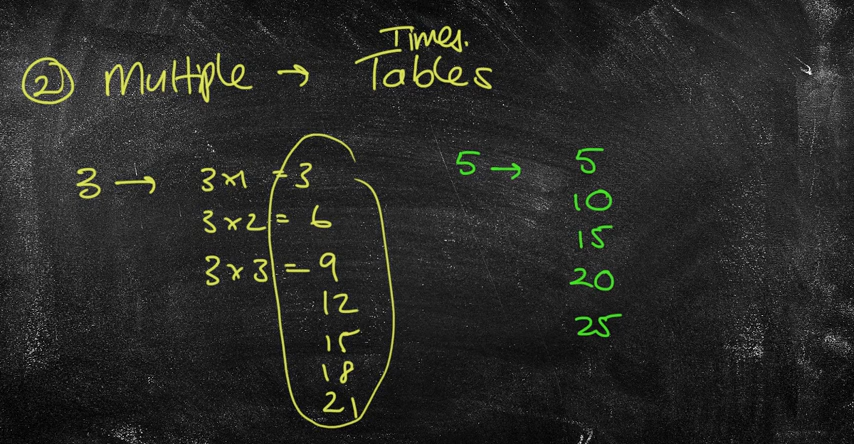 ② Multiple → Times.
Tables
3 → 3×1 = 3
3×2 = 6
3×3 = 9
12
15
18
21
5 → 5
10
15
20
25